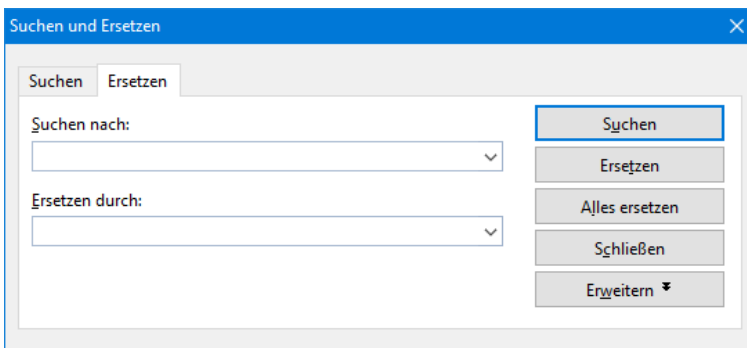 Suchen und Ersetzen
Suchen
Ersetzen
Suchen nach:
Suchen
Ersetzen
Ersetzen durch:
Alles ersetzen
Schließen
Erweitern